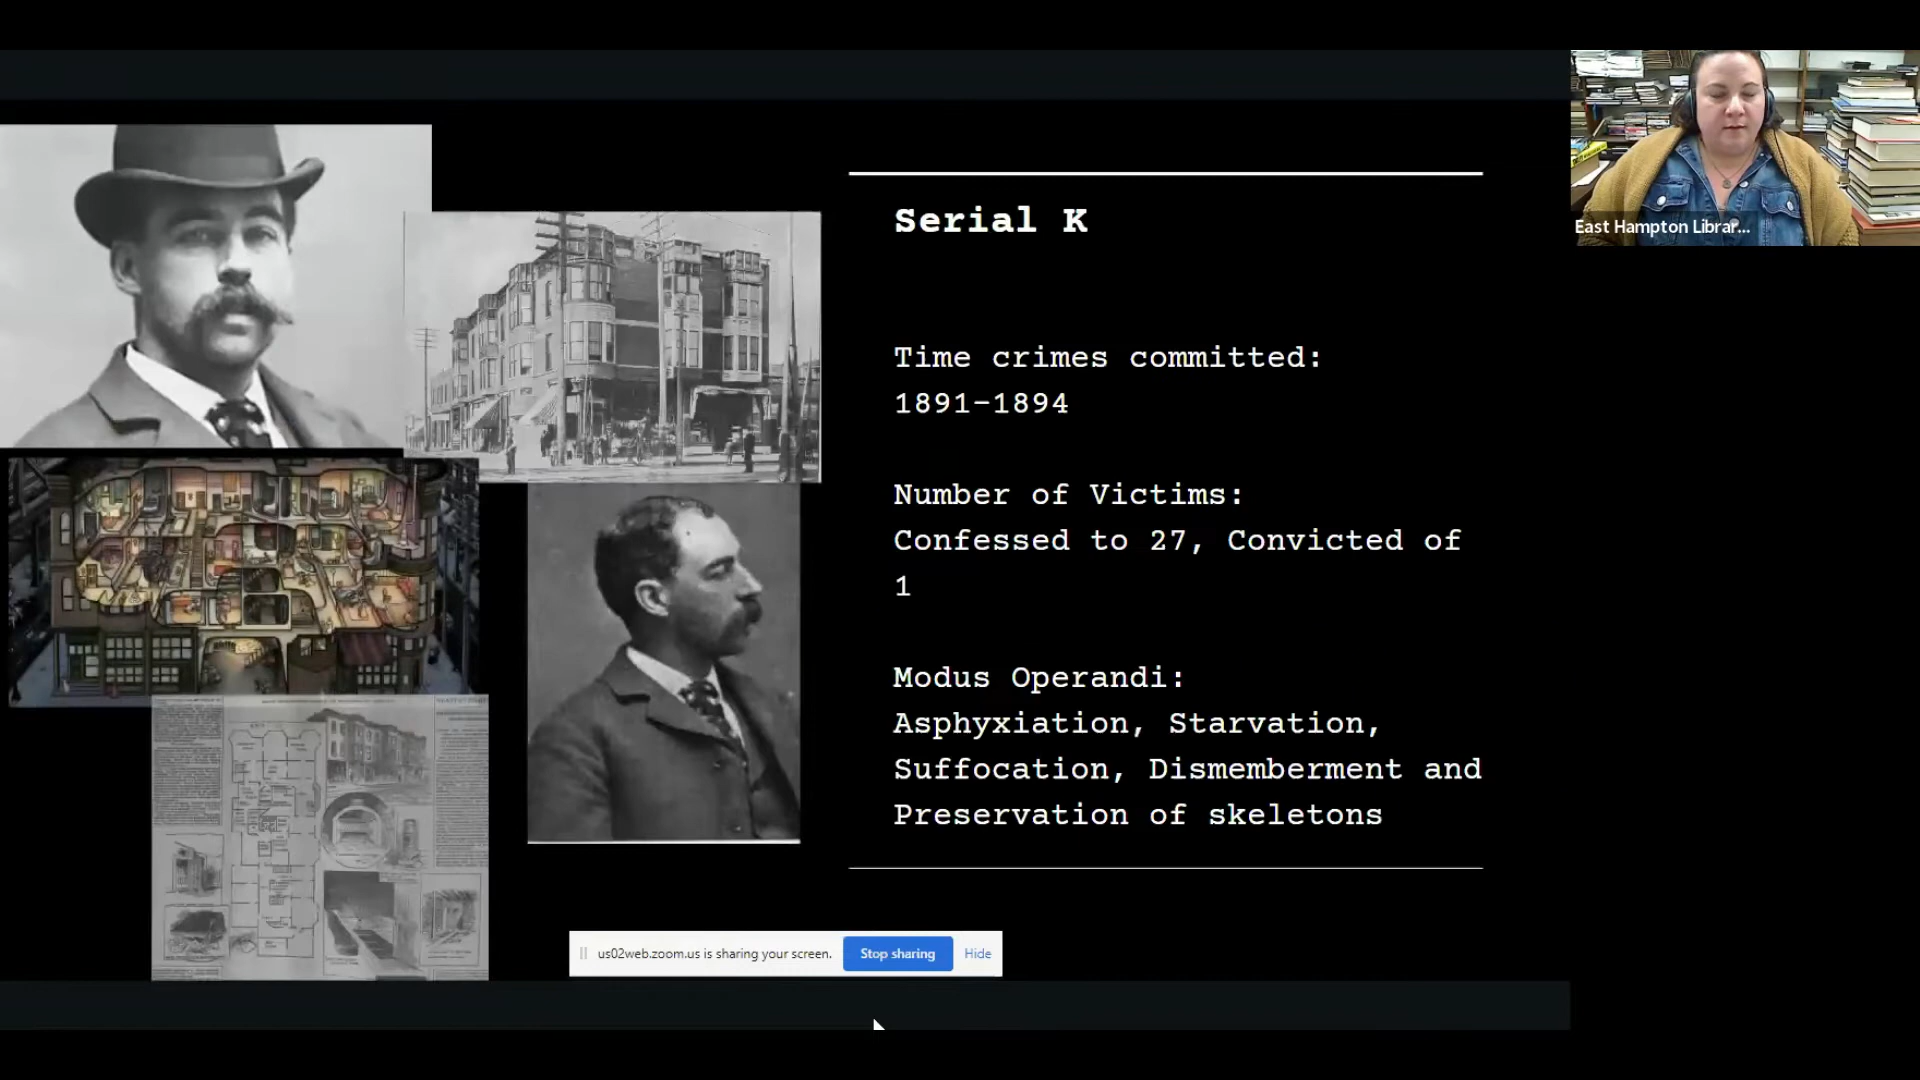 East Hampton Librar...
Serial K
Time crimes committed:
1891-1894
Number of Victims:
Confessed to 27, Convicted of
1
Modus Operandi:
Asphyxiation, Starvation,
Suffocation, Dismemberment and
Preservation of skeletons
us02web.zoom.us is sharing your screen.
Stop sharing
Hide